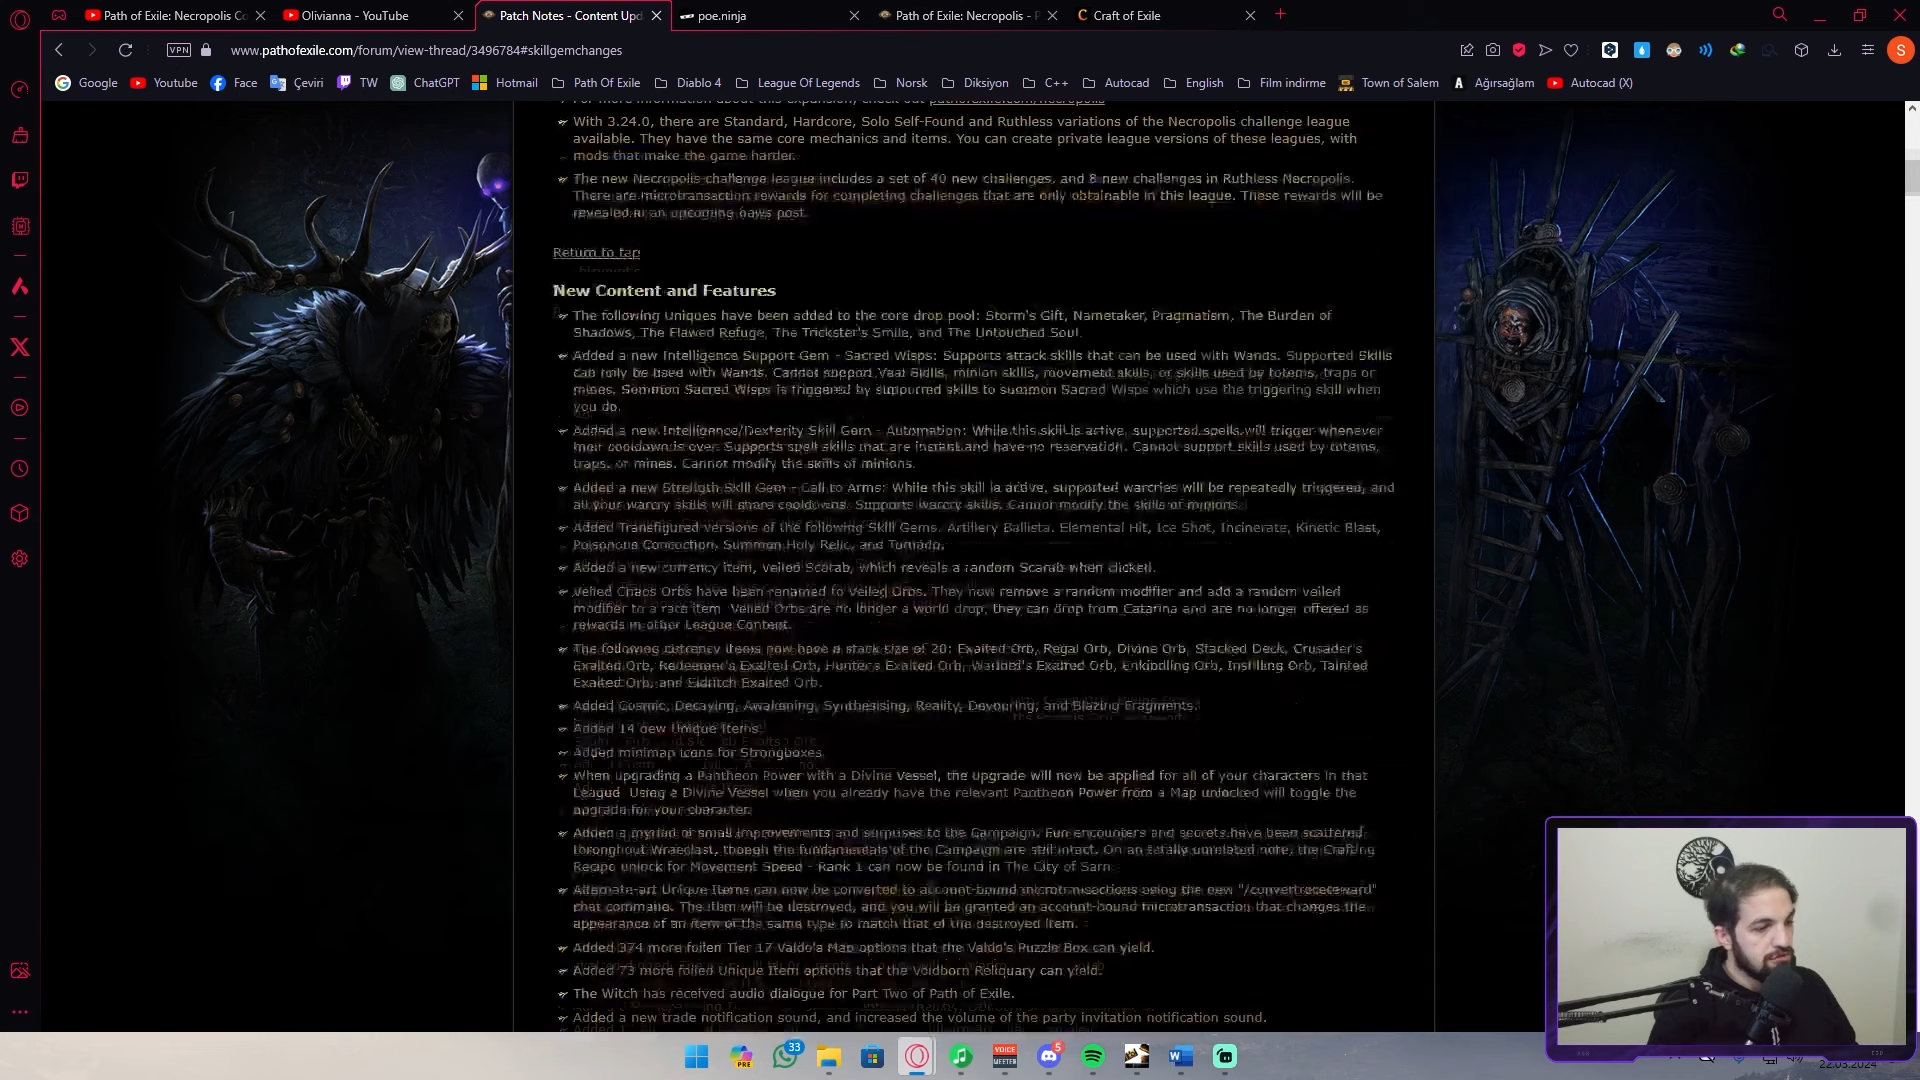 Path of Exile: Necropolis Co
Olivianna - YouTube
Patch Notes - Content Upd
poe.ninja
Path of Exile: Necropolis - P
Craft of Exile
VPN
www.pathofexile.com/forum/view-thread/3496784#skillgemchanges
S
Google
Youtube
Face
Çeviri
TW
ChatGPT
Hotmail
Path Of Exile
Diablo 4
League Of Legends
Norsk
Diksiyon
C++
Autocad
English
Film indirme
Town of Salem
Ağırsağlam
Autocad (X)
For more information about this expansion, check out pathofexile.com/necropolis
With 3.24.0, there are Standard, Hardcore, Solo Self-Found and Ruthless variations of the Necropolis challenge league
available. They have the same core mechanics and items. You can create private league versions of these leagues, with
mods that make the game harder.
The new Necropolis challenge league includes a set of 40 new challenges, and 8 new challenges in Ruthless Necropolis.
There are microtransaction rewards for completing challenges that are only obtainable in this league. These rewards will be
revealed in an upcoming news post.
Return to top
New Content and Features
The following Uniques have been added to the core drop pool: Storm's Gift, Nametaker, Pragmatism, The Burden of
Shadows, The Flawed Refuge, The Trickster's Smile, and The Untouched Soul.
Added a new Intelligence Support Gem - Sacred Wisps: Supports attack skills that can be used with Wands. Supported Skills
can only be used with Wands. Cannot support Vaal Skills, minion skills, movement skills, or skills used by totems, traps or
mines. Summon Sacred Wisps is triggered by supported skills to summon Sacred Wisps which use the triggering skill when
you do.
Added a new Intelligence/Dexterity Skill Gem - Automation: While this skill is active, supported spells will trigger whenever
their cooldown is over. Supports spell skills that are instant and have no reservation. Cannot support skills used by totems,
traps, or mines. Cannot modify the skills of minions.
Added a new Strength Skill Gem - Call to Arms: While this skill is active, supported warcries will be repeatedly triggered, and
all your warcry skills will share cooldowns. Supports warcry skills. Cannot modify the skills of minions.
Added Transfigured versions of the following Skill Gems: Artillery Ballista, Elemental Hit, Ice Shot, Incinerate, Kinetic Blast,
Poisonous Concoction, Summon Holy Relic, and Tornado.
Added a new currency item, Veiled Scarab, which reveals a random Scarab when clicked.
Veiled Chaos Orbs have been renamed to Veiled Orbs. They now remove a random modifier and add a random veiled
modifier to a rare item. Veiled Orbs are no longer a world drop, they can drop from Catarina and are no longer offered as
rewards in other League Content.
The following currency items now have a stack size of 20: Exalted Orb, Regal Orb, Divine Orb, Stacked Deck, Crusader's
Exalted Orb, Redeemer's Exalted Orb, Hunter's Exalted Orb, Warlord's Exalted Orb, Enkindling Orb, Instilling Orb, Tainted
Exalted Orb, and Eldritch Exalted Orb.
Added Cosmic, Decaying, Awakening, Synthesising, Reality, Devouring, and Blazing Fragments.
Added 14 new Unique Items.
Added minimap icons for Strongboxes.
When upgrading a Pantheon Power with a Divine Vessel, the upgrade will now be applied for all of your characters in that
League. Using a Divine Vessel when you already have the relevant Pantheon Power from a Map unlocked will toggle the
upgrade for your character.
Added a myriad of small improvements and surprises to the Campaign. Fun encounters and secrets have been scattered
throughout Wraeclast, though the fundamentals of the Campaign are still intact. On an totally unrelated note, the Crafting
Recipe unlock for Movement Speed - Rank 1 can now be found in The City of Sarn.
Alternate-art Unique Items can now be converted to account-bound microtransactions using the new "/convertracereward"
chat command. The item will be destroyed, and you will be granted an account-bound microtransaction that changes the
appearance of an item of the same type to match that of the destroyed item.
Added 374 more foiled Tier 17 Valdo's Map options that the Valdo's Puzzle Box can yield.
Added 73 more foiled Unique Item options that the Voidborn Reliquary can yield.
The Witch has received audio dialogue for Part Two of Path of Exile.
Added a new trade notification sound, and increased the volume of the party invitation notification sound.
PRE
33
VOICE
MEETER
5
22.03.2024